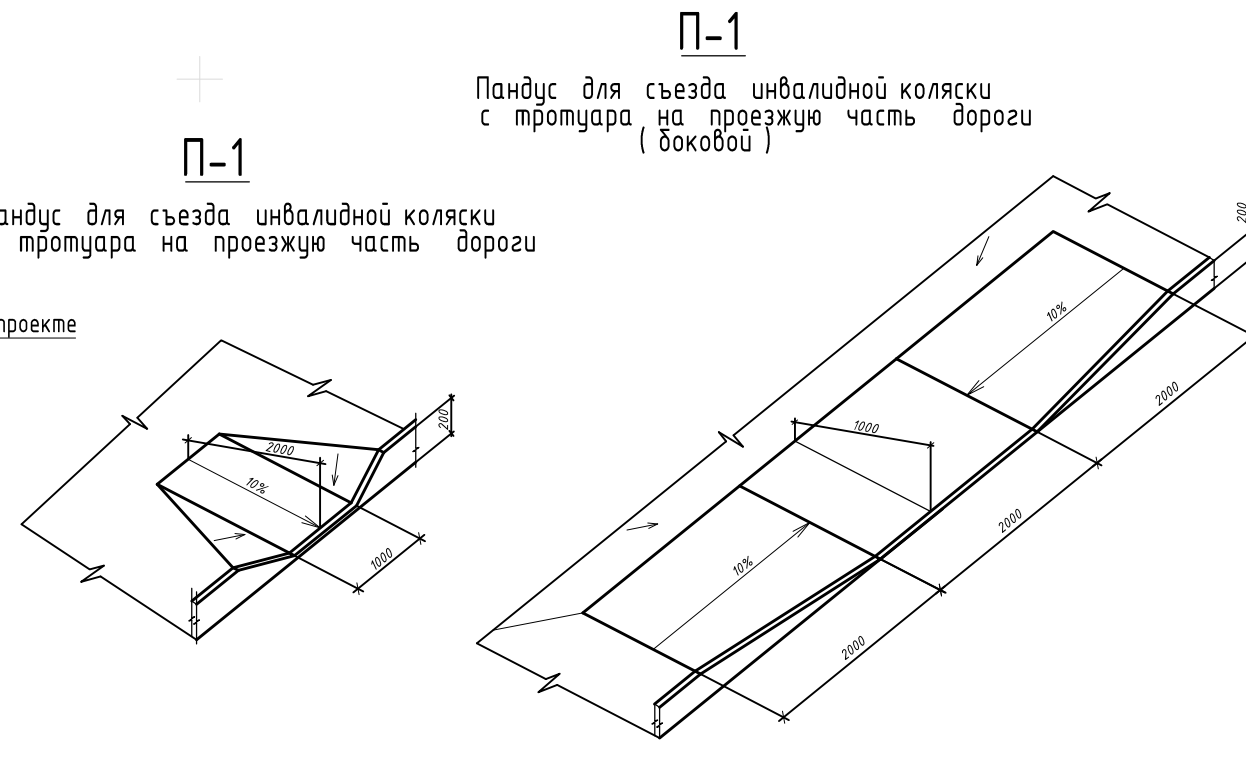 П-1
Пандус для съезда инвалидной коляски
с тротуара на проезжую часть дороги
( боковой )
П-1
андус для съезда инвалидной коляски
тротуара на проезжую часть дороги
проекте
200
10%
2000
1000
2000
10%
2000
200
2000
10%
1000
1000